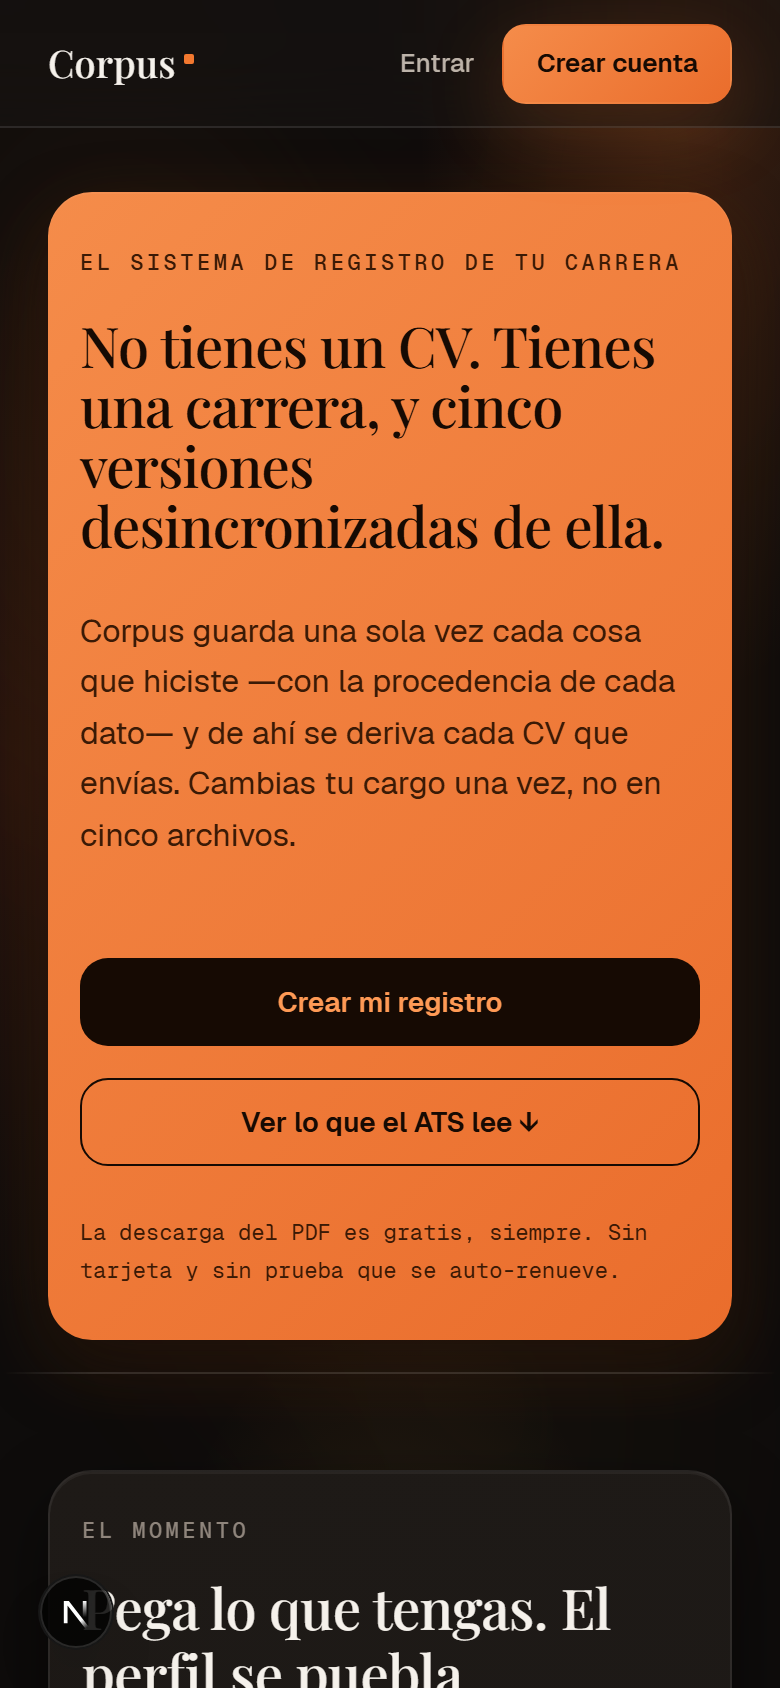 Corpus
Entrar
Crear cuenta
EL SISTEMA DE REGISTRO DE TU CARRERA
No tienes un CV. Tienes
una carrera, y cinco
versiones
desincronizadas de ella.
Corpus guarda una sola vez cada cosa
que hiciste —con la procedencia de cada
dato— y de ahí se deriva cada CV que
envías. Cambias tu cargo una vez, no en
cinco archivos.
Crear mi registro
Ver lo que el ATS lee ↓
La descarga del PDF es gratis, siempre. Sin
tarjeta y sin prueba que se auto-renueve.
EL MOMENTO
N
Pega lo que tengas. El
perfil se puebla